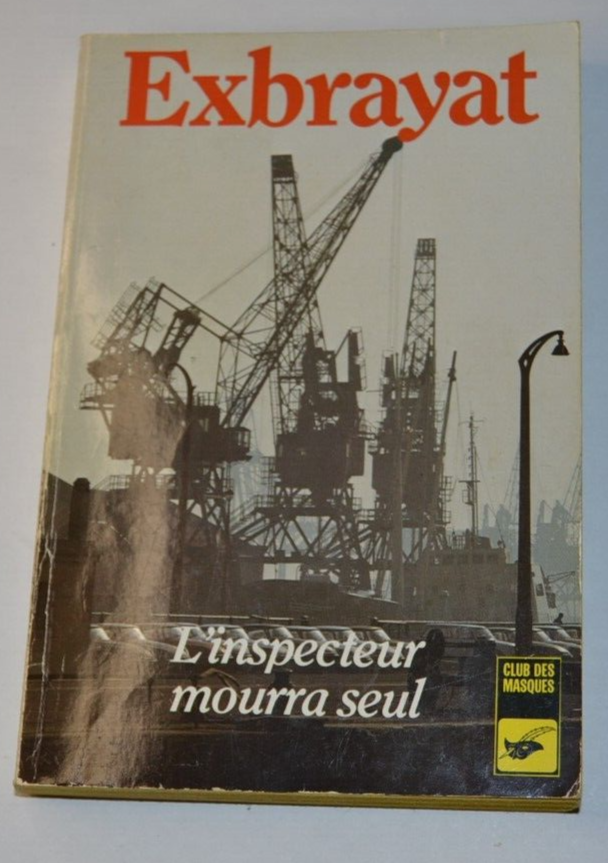 Exbrayat
L'inspecteur
mourra seul
CLUB DES
MASQUES